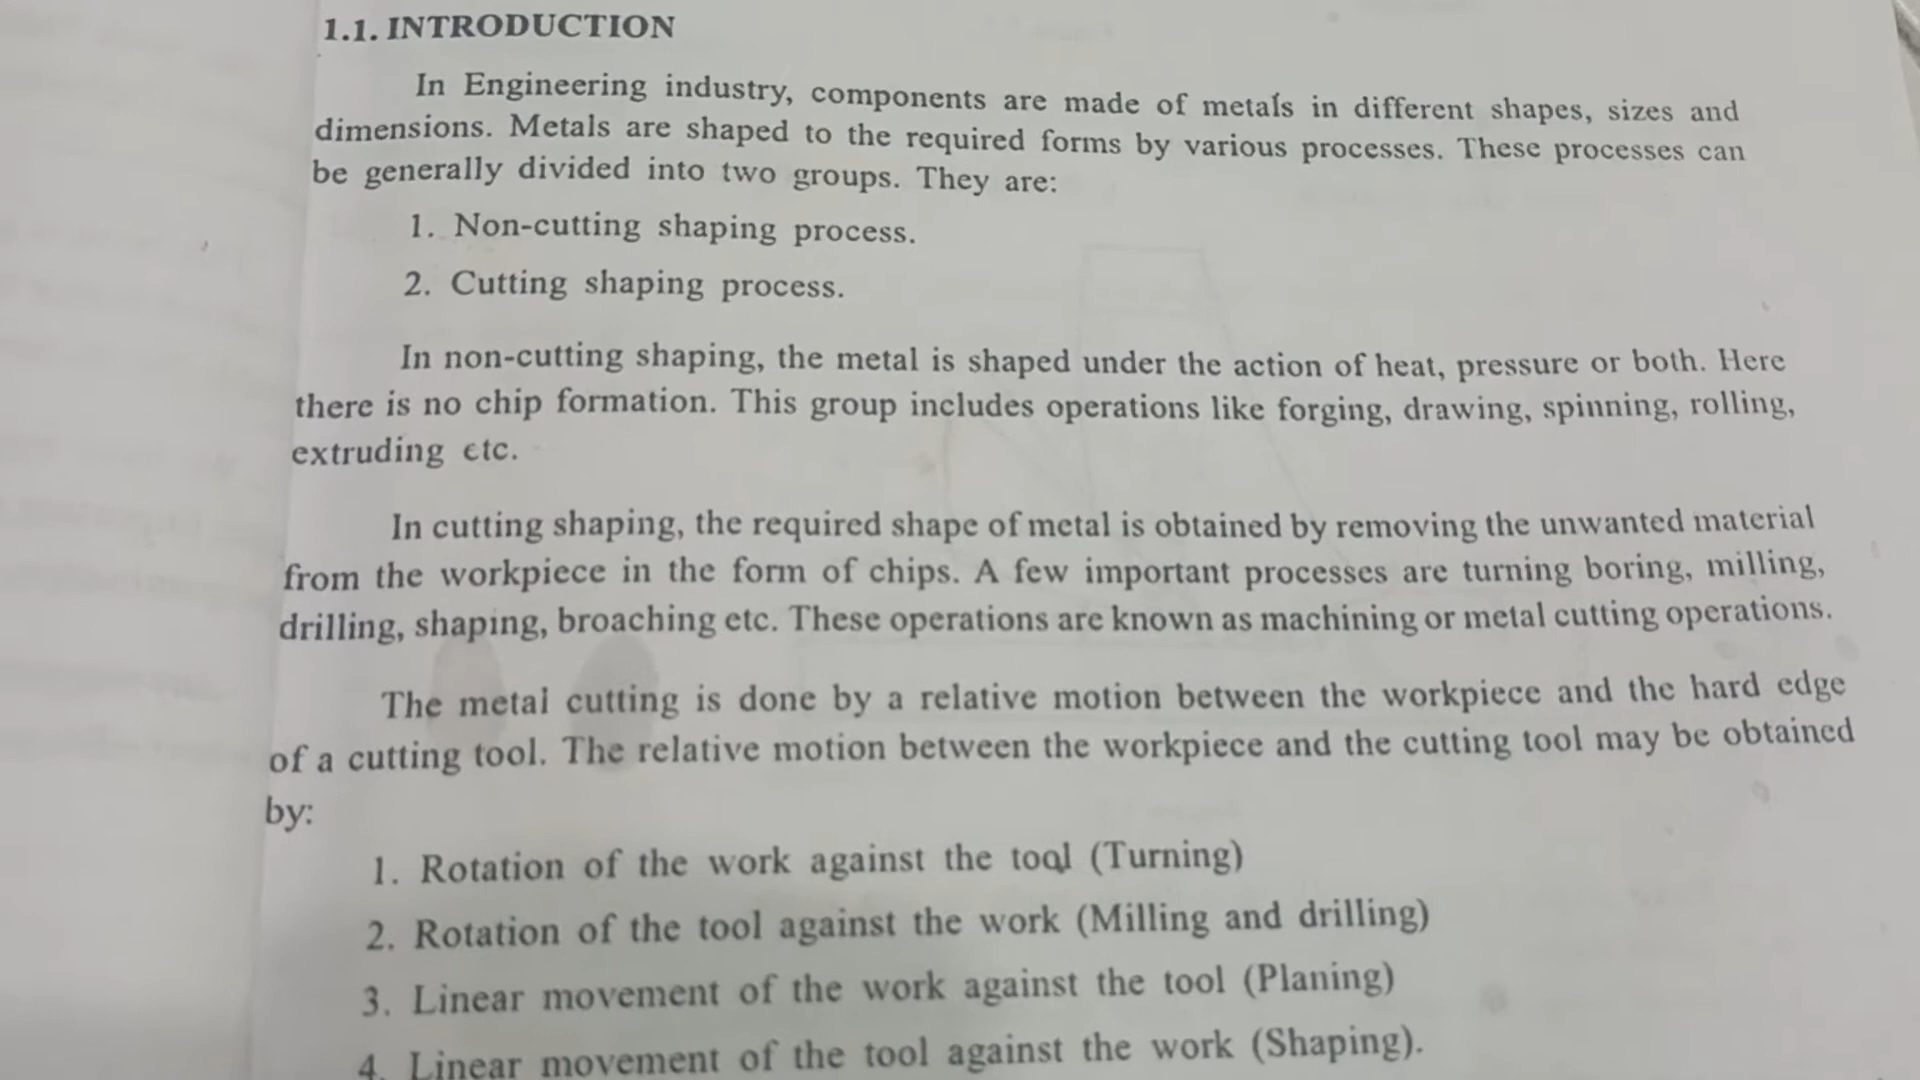 1.1. INTRODUCTION
In Engineering industry, components are made of metals in different shapes, sizes and
dimensions. Metals are shaped to the required forms by various processes. These processes can
be generally divided into two groups. They are:
1. Non-cutting shaping process.
2. Cutting shaping process.
In non-cutting shaping, the metal is shaped under the action of heat, pressure or both. Here
there is no chip formation. This group includes operations like forging, drawing, spinning, rolling,
extruding etc.
In cutting shaping, the required shape of metal is obtained by removing the unwanted material
from the workpiece in the form of chips. A few important processes are turning boring, milling,
drilling, shaping, broaching etc. These operations are known as machining or metal cutting operations.
The metal cutting is done by a relative motion between the workpiece and the hard edge
of a cutting tool. The relative motion between the workpiece and the cutting tool may be obtained
by:
1. Rotation of the work against the tool (Turning)
2. Rotation of the tool against the work (Milling and drilling)
3. Linear movement of the work against the tool (Planing)
4. Linear movement of the tool against the work (Shaping).